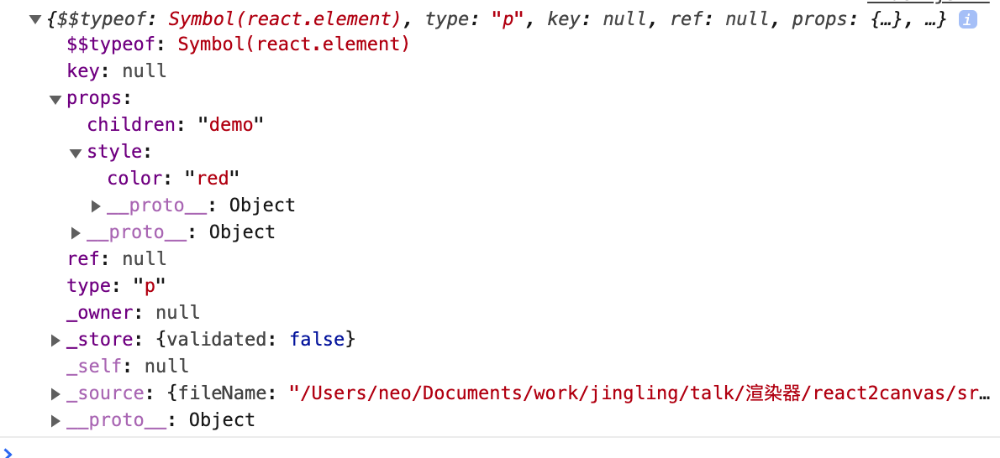 {$$typeof: Symbol(react.element), type: "p", key: null, ref: null, props: {…}, …} i
$$typeof: Symbol(react.element)
key: null
props:
children: "demo"
style:
color: "red"
__proto__: Object
__proto__: Object
ref: null
type: "p"
_owner: null
_store: {validated: false}
_self: null
_source: {fileName: "/Users/neo/Documents/work/jingling/talk/渲染器/react2canvas/sr…
__proto__: Object